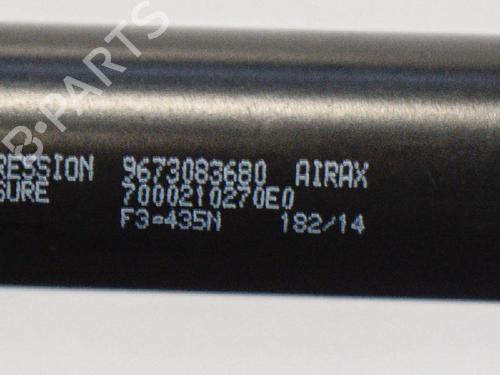 B-PARTS
RESSION 9673083680 AIRAX
SURE 7000210270E0
F3=435N 182/14